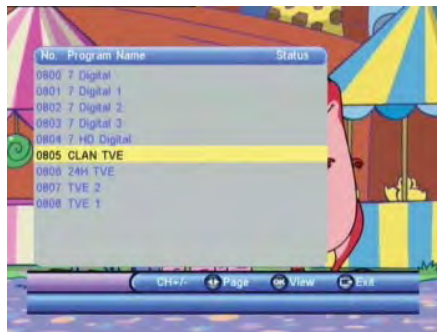 No. Program Name Status
0800 7 Digital
0801 7 Digital 1
0802 7 Digital 2
0803 7 Digital 3
0804 7 HD Digital
0805 CLAN TVE
0806 24H TVE
0807 TVE 2
0808 TVE 1
CH+/- Page OK View Exit